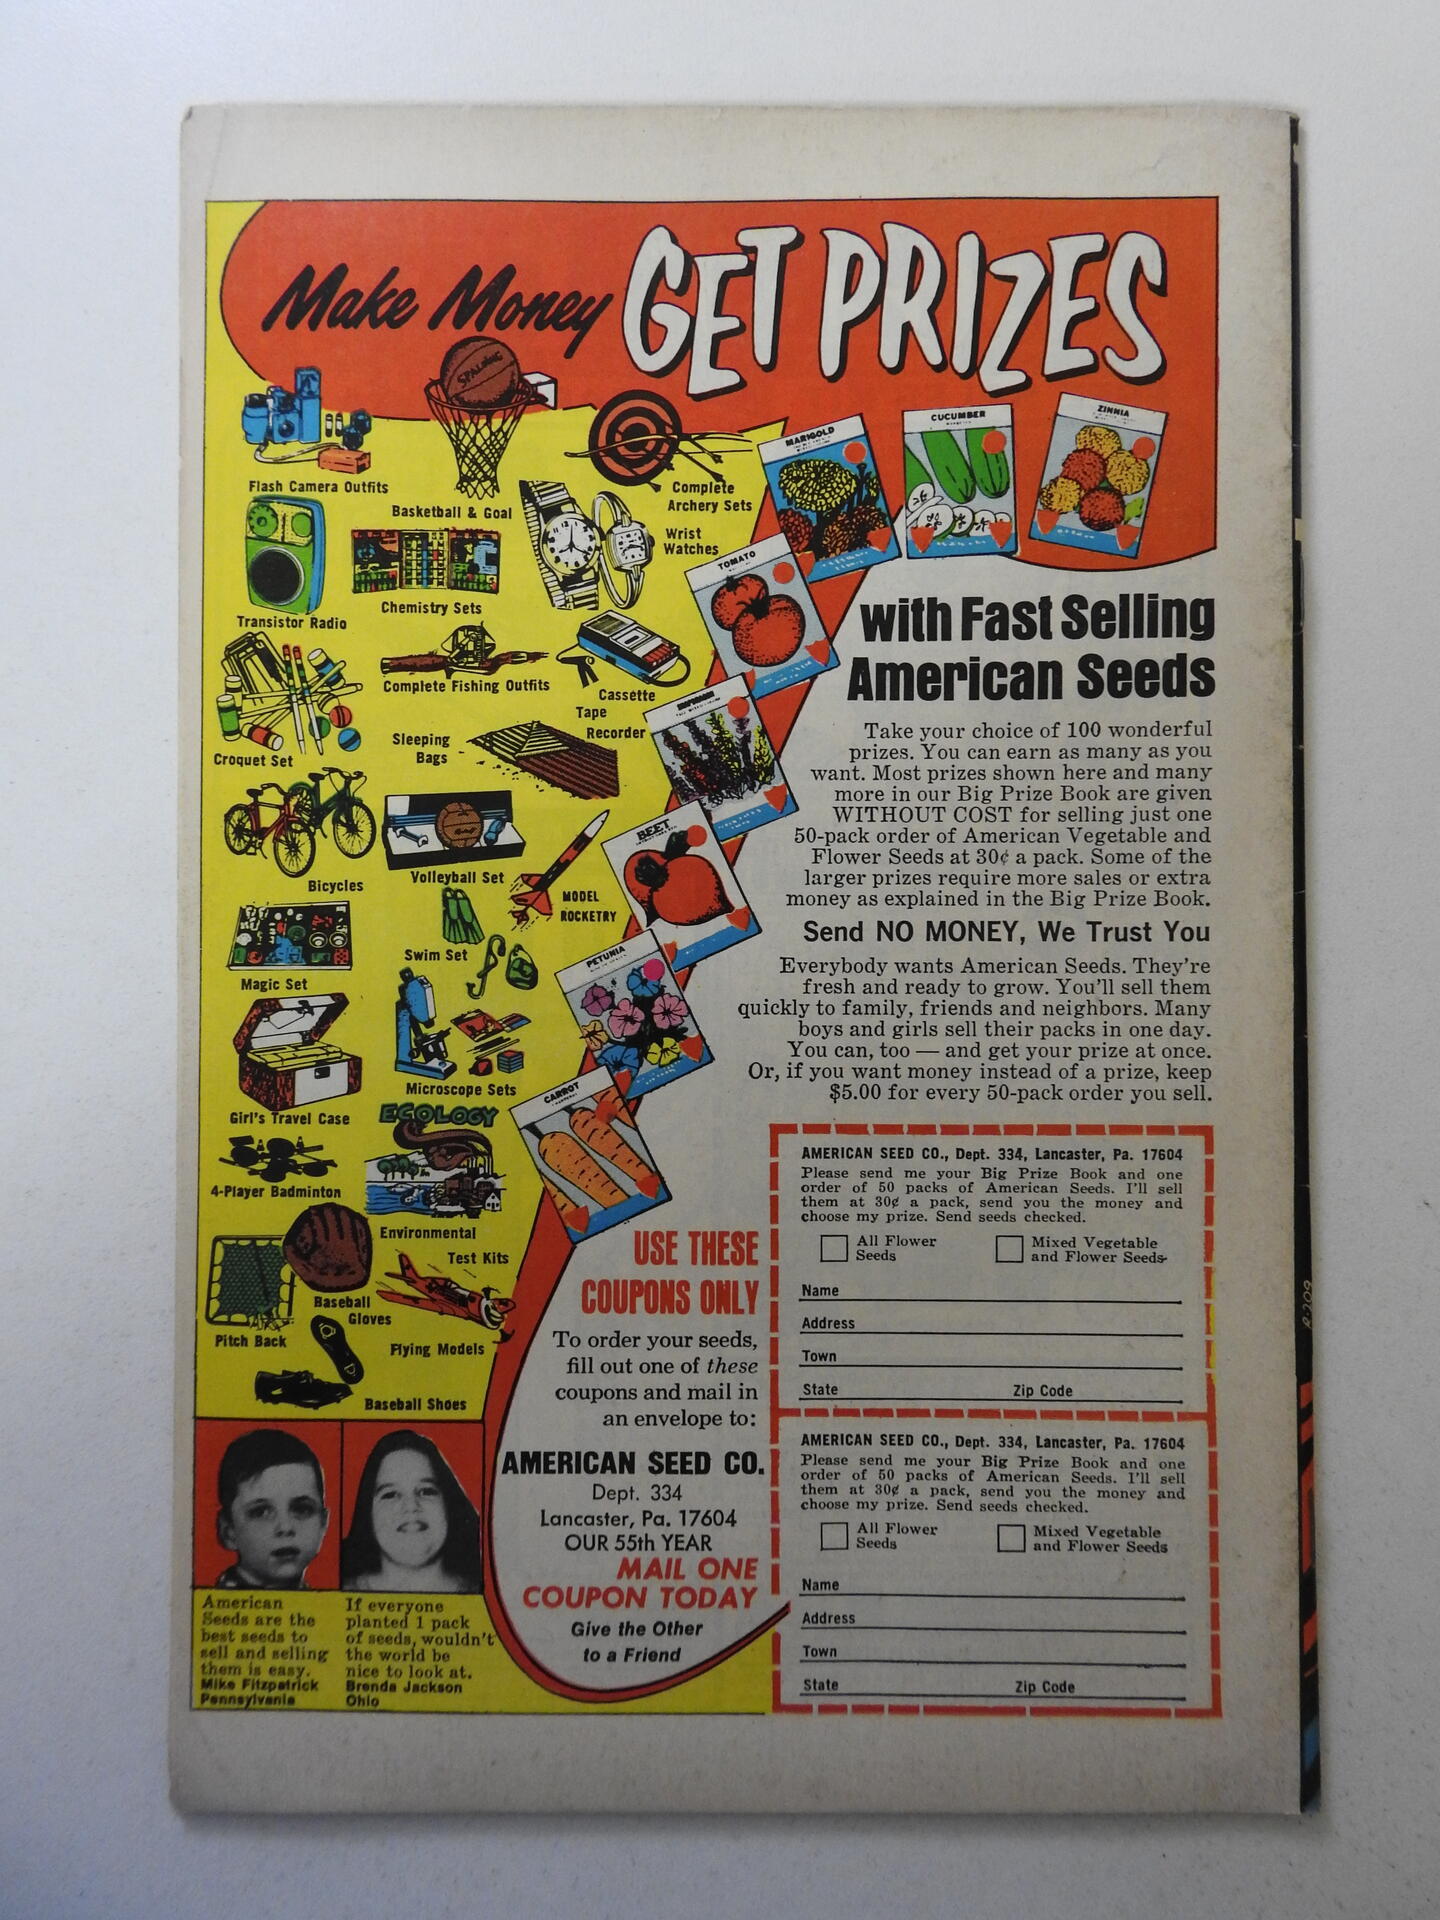 Make Money GET PRIZES
SPALDING
Flash Camera Outfits
Basketball & Goal
Complete
Archery Sets
Wrist
Watches
Transistor Radio
Chemistry Sets
Croquet Set
Complete Fishing Outfits
Cassette
Tape
Recorder
Sleeping
Bags
Bicycles
Volleyball Set
MODEL
ROCKETRY
Magic Set
Swim Set
Girl's Travel Case
Microscope Sets
ECOLOGY
4-Player Badminton
Environmental
Test Kits
Baseball
Gloves
Pitch Back
Flying Models
Baseball Shoes
MARIGOLD
CUCUMBER
ZINNIA
TOMATO
BEET
PETUNIA
CARROT
with Fast Selling
American Seeds
Take your choice of 100 wonderful
prizes. You can earn as many as you
want. Most prizes shown here and many
more in our Big Prize Book are given
WITHOUT COST for selling just one
50-pack order of American Vegetable and
Flower Seeds at 30¢ a pack. Some of the
larger prizes require more sales or extra
money as explained in the Big Prize Book.
Send NO MONEY, We Trust You
Everybody wants American Seeds. They're
fresh and ready to grow. You'll sell them
quickly to family, friends and neighbors. Many
boys and girls sell their packs in one day.
You can, too — and get your prize at once.
Or, if you want money instead of a prize, keep
$5.00 for every 50-pack order you sell.
USE THESE
COUPONS ONLY
To order your seeds,
fill out one of these
coupons and mail in
an envelope to:
AMERICAN SEED CO.
Dept. 334
Lancaster, Pa. 17604
OUR 55th YEAR
MAIL ONE
COUPON TODAY
Give the Other
to a Friend
AMERICAN SEED CO., Dept. 334, Lancaster, Pa. 17604
Please send me your Big Prize Book and one
order of 50 packs of American Seeds. I'll sell
them at 30¢ a pack, send you the money and
choose my prize. Send seeds checked.
All Flower
Seeds
Mixed Vegetable
and Flower Seeds
Name
Address
Town
State Zip Code
AMERICAN SEED CO., Dept. 334, Lancaster, Pa. 17604
Please send me your Big Prize Book and one
order of 50 packs of American Seeds. I'll sell
them at 30¢ a pack, send you the money and
choose my prize. Send seeds checked.
All Flower
Seeds
Mixed Vegetable
and Flower Seeds
Name
Address
Town
State Zip Code
American
Seeds are the
best seeds to
sell and selling
them is easy.
Mike Fitzpatrick
Pennsylvania
If everyone
planted 1 pack
of seeds, wouldn't
the world be
nice to look at.
Brenda Jackson
Ohio
R-209